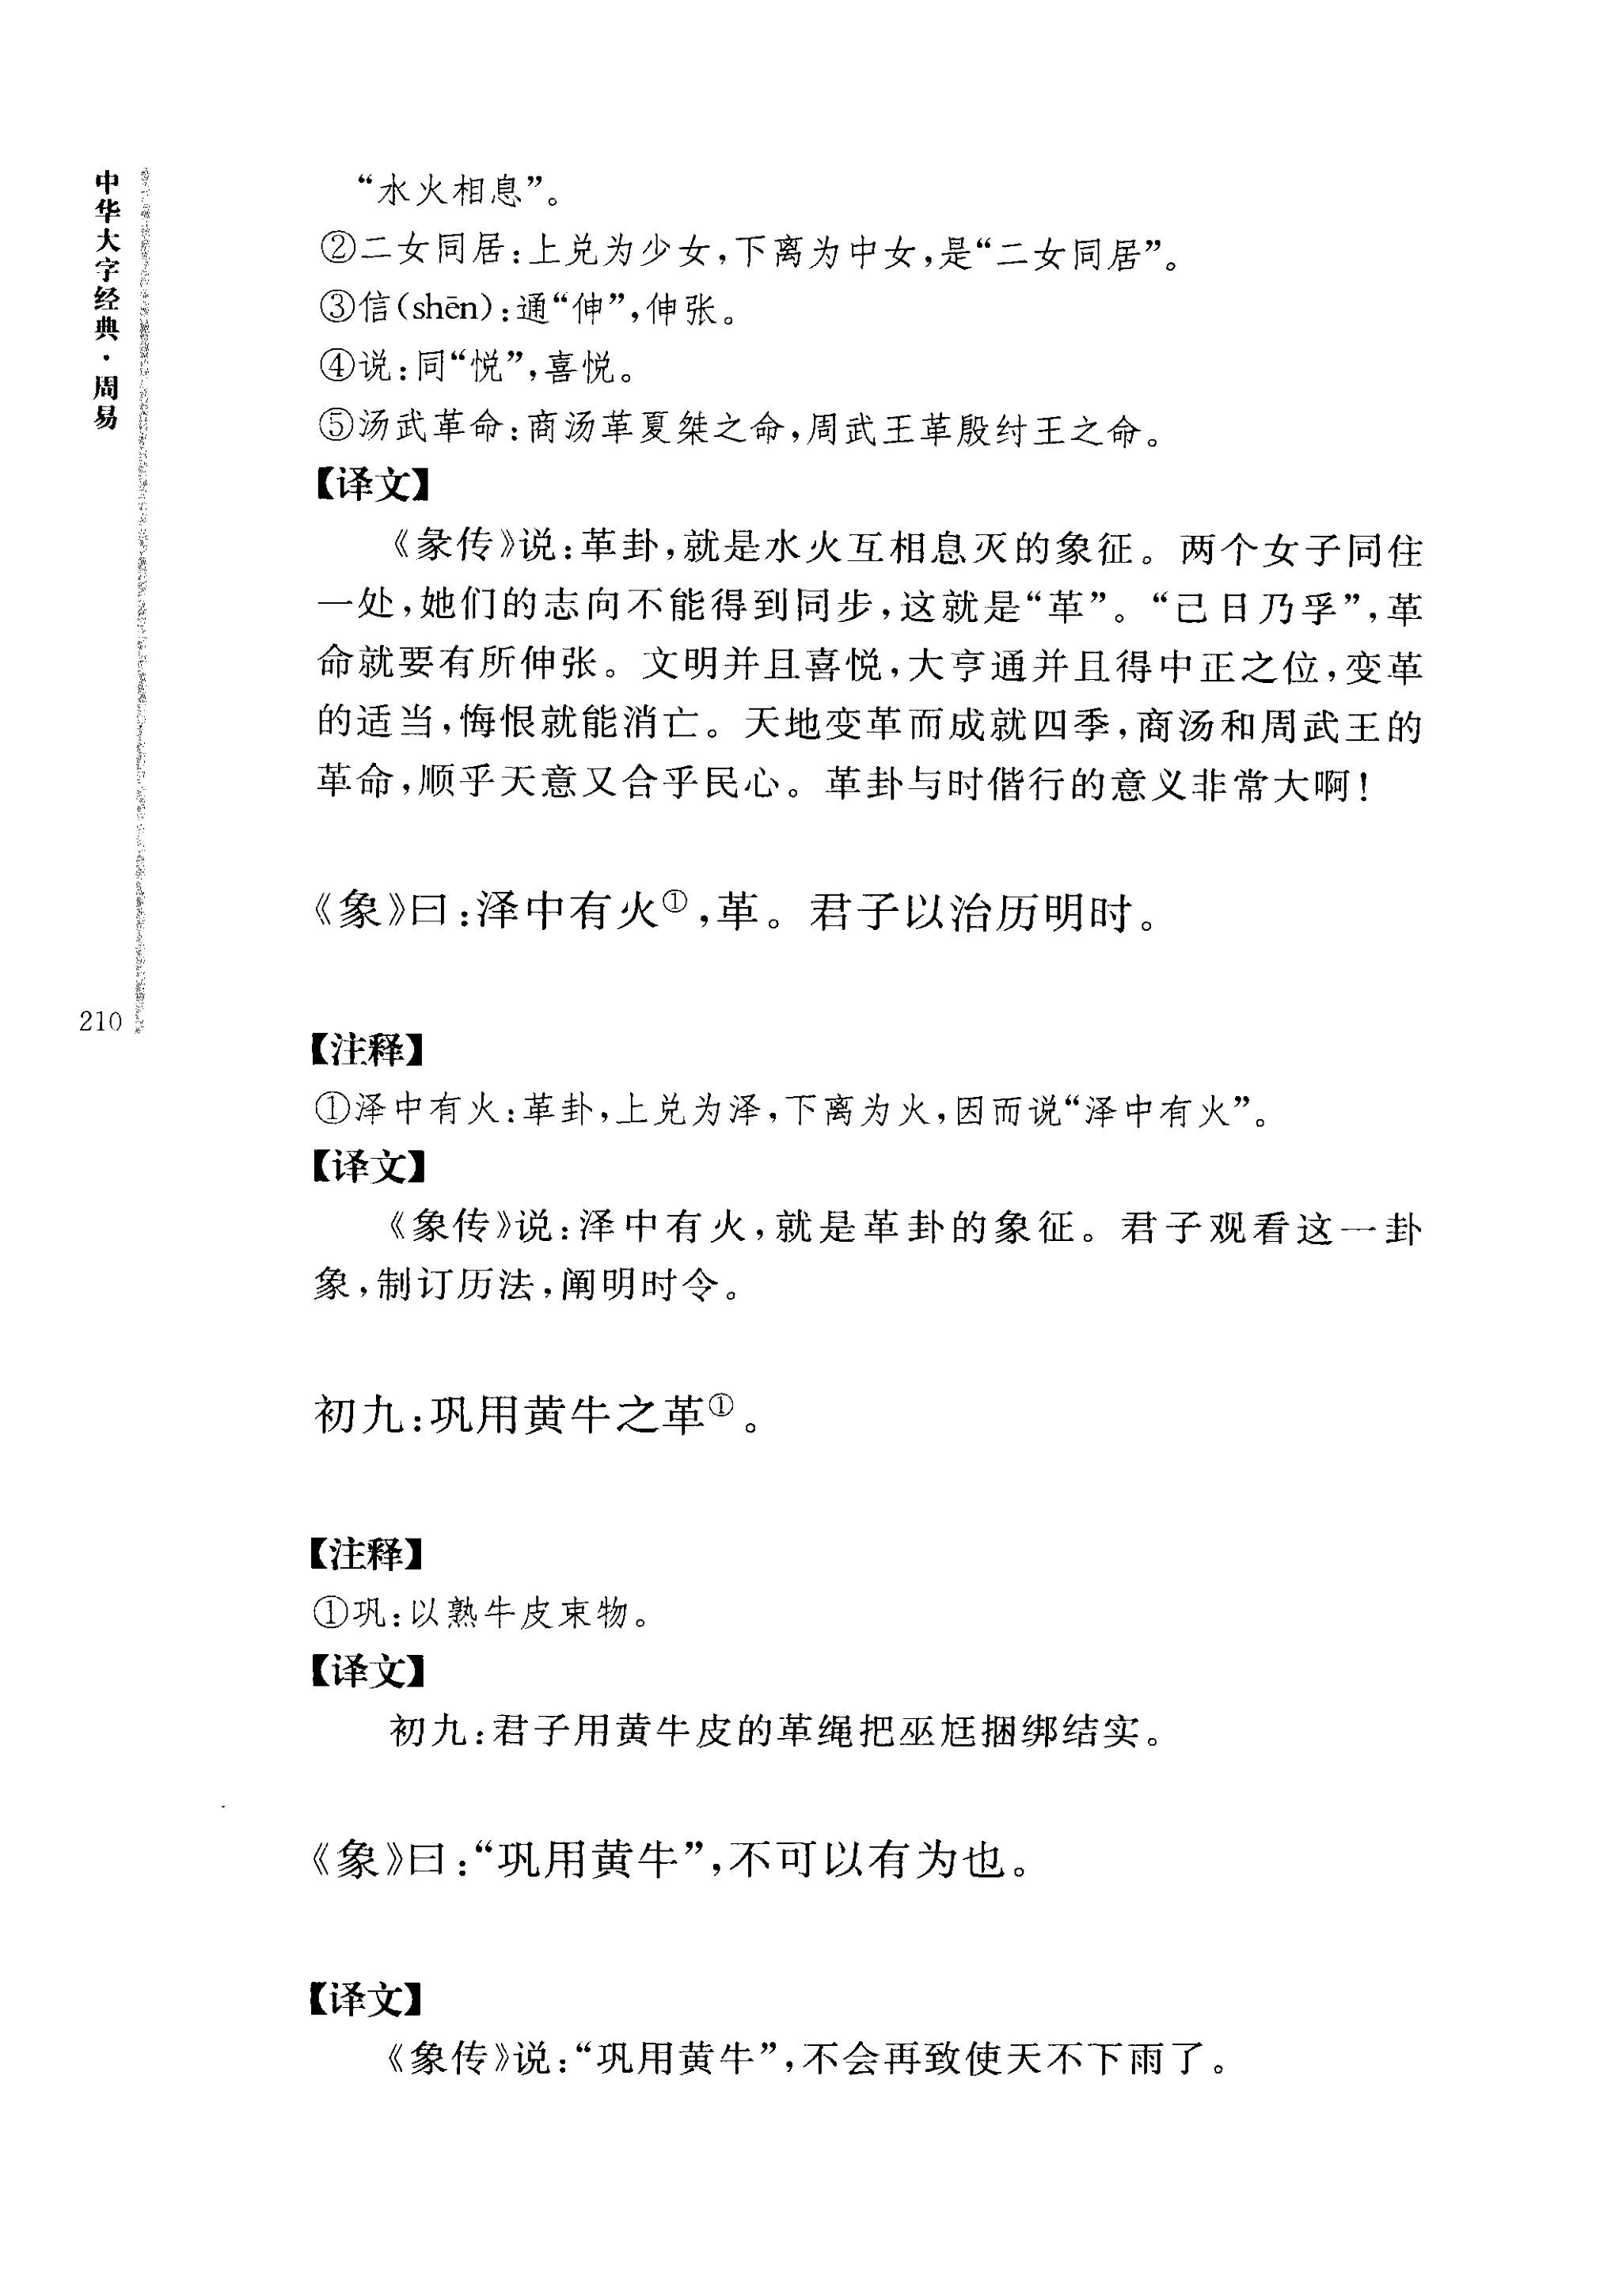 中华大字经典·周易
210
“水火相息”。
②二女同居：上兑为少女，下离为中女，是“二女同居”。
③信(shēn)：通“伸”，伸张。
④说：同“悦”，喜悦。
⑤汤武革命：商汤革夏桀之命，周武王革殷纣王之命。
【译文】
《彖传》说：革卦，就是水火互相息灭的象征。两个女子同住
一处，她们的志向不能得到同步，这就是“革”。“己日乃孚”，革
命就要有所伸张。文明并且喜悦，大亨通并且得中正之位，变革
的适当，悔恨就能消亡。天地变革而成就四季，商汤和周武王的
革命，顺乎天意又合乎民心。革卦与时偕行的意义非常大啊！
《象》曰：泽中有火①，革。君子以治历明时。
【注释】
①泽中有火：革卦，上兑为泽，下离为火，因而说“泽中有火”。
【译文】
《象传》说：泽中有火，就是革卦的象征。君子观看这一卦
象，制订历法，阐明时令。
初九：巩用黄牛之革①。
【注释】
①巩：以熟牛皮束物。
【译文】
初九：君子用黄牛皮的革绳把巫尪捆绑结实。
《象》曰：“巩用黄牛”，不可以有为也。
【译文】
《象传》说：“巩用黄牛”，不会再致使天不下雨了。